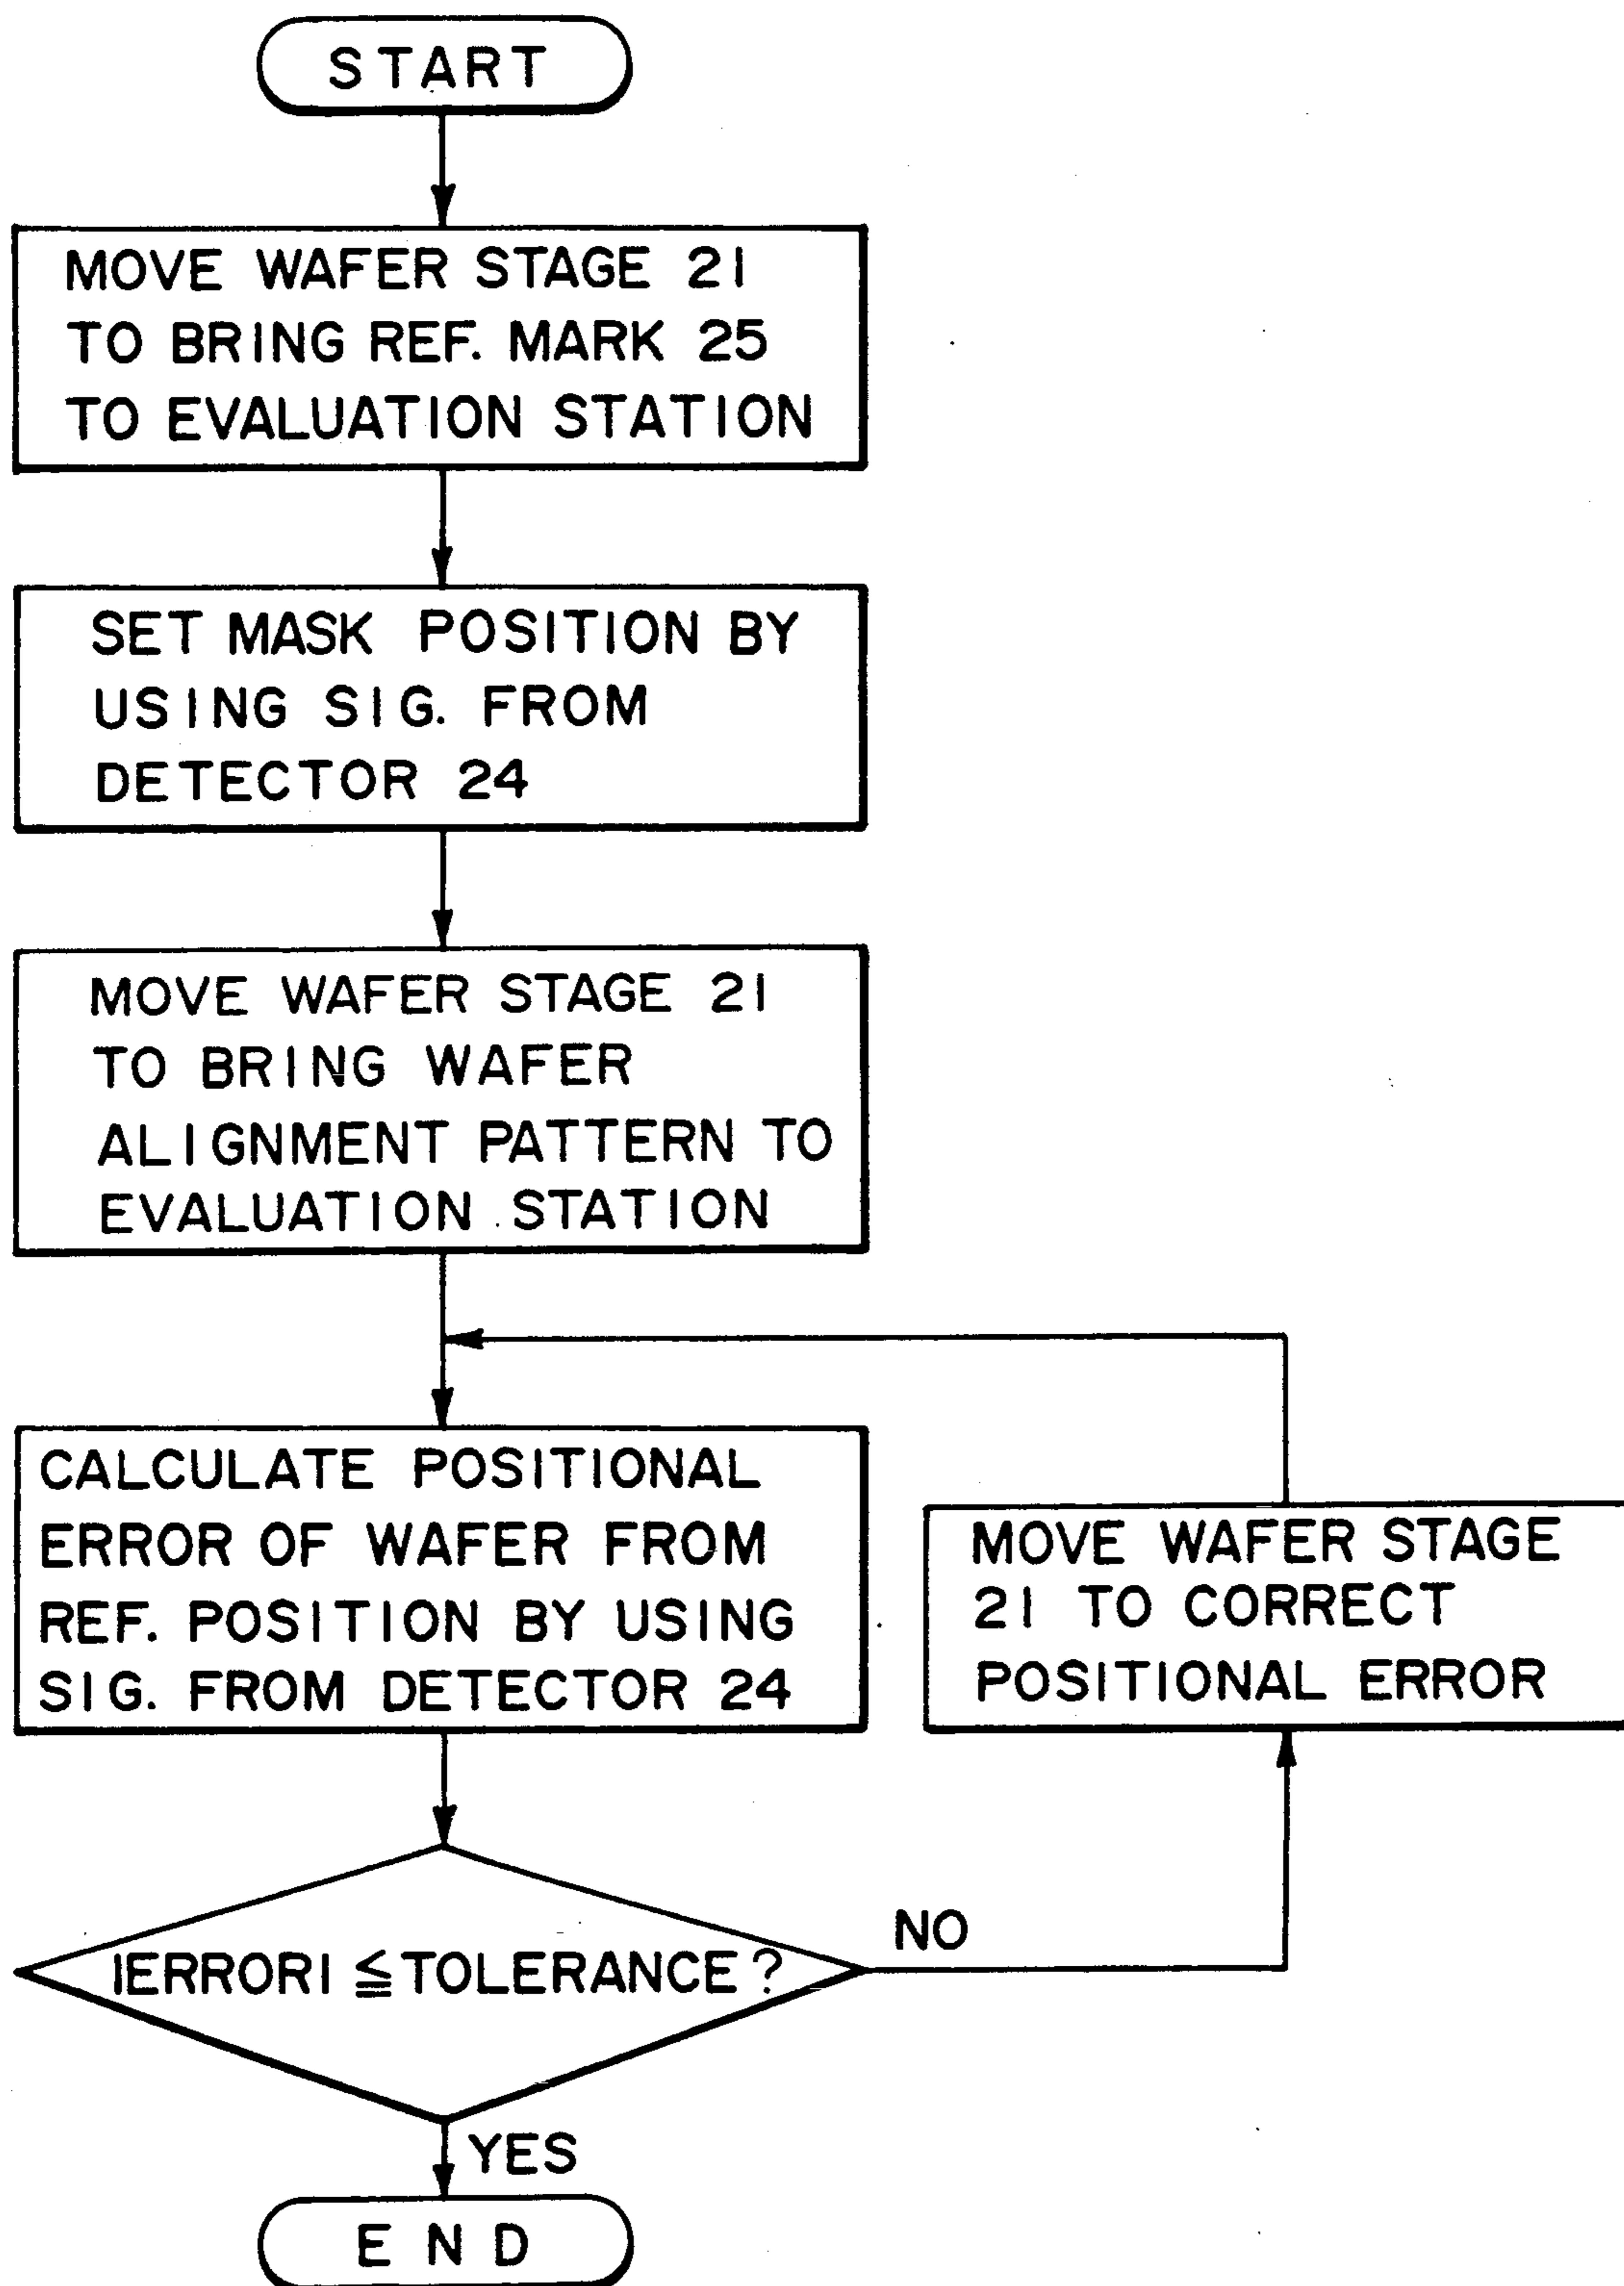 START
MOVE WAFER STAGE 21
TO BRING REF. MARK 25
TO EVALUATION STATION
SET MASK POSITION BY
USING SIG. FROM
DETECTOR 24
MOVE WAFER STAGE 21
TO BRING WAFER
ALIGNMENT PATTERN TO
EVALUATION STATION
CALCULATE POSITIONAL
ERROR OF WAFER FROM
REF. POSITION BY USING
SIG. FROM DETECTOR 24
MOVE WAFER STAGE
21 TO CORRECT
POSITIONAL ERROR
|ERROR| ≦ TOLERANCE?
NO
YES
END